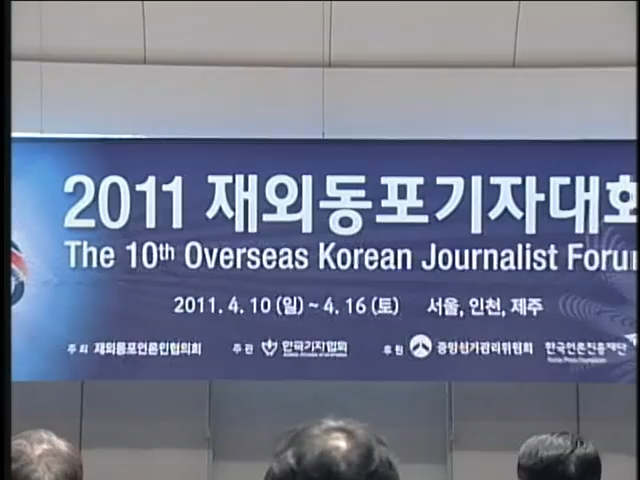 2011 재외동포기자대회
The 10th Overseas Korean Journalist Forum
2011. 4. 10 (일) ~ 4. 16 (토) 서울, 인천, 제주
주최 재외동포언론인협의회 주관 한국기자협회 후원 중앙선거관리위원회 한국언론진흥재단